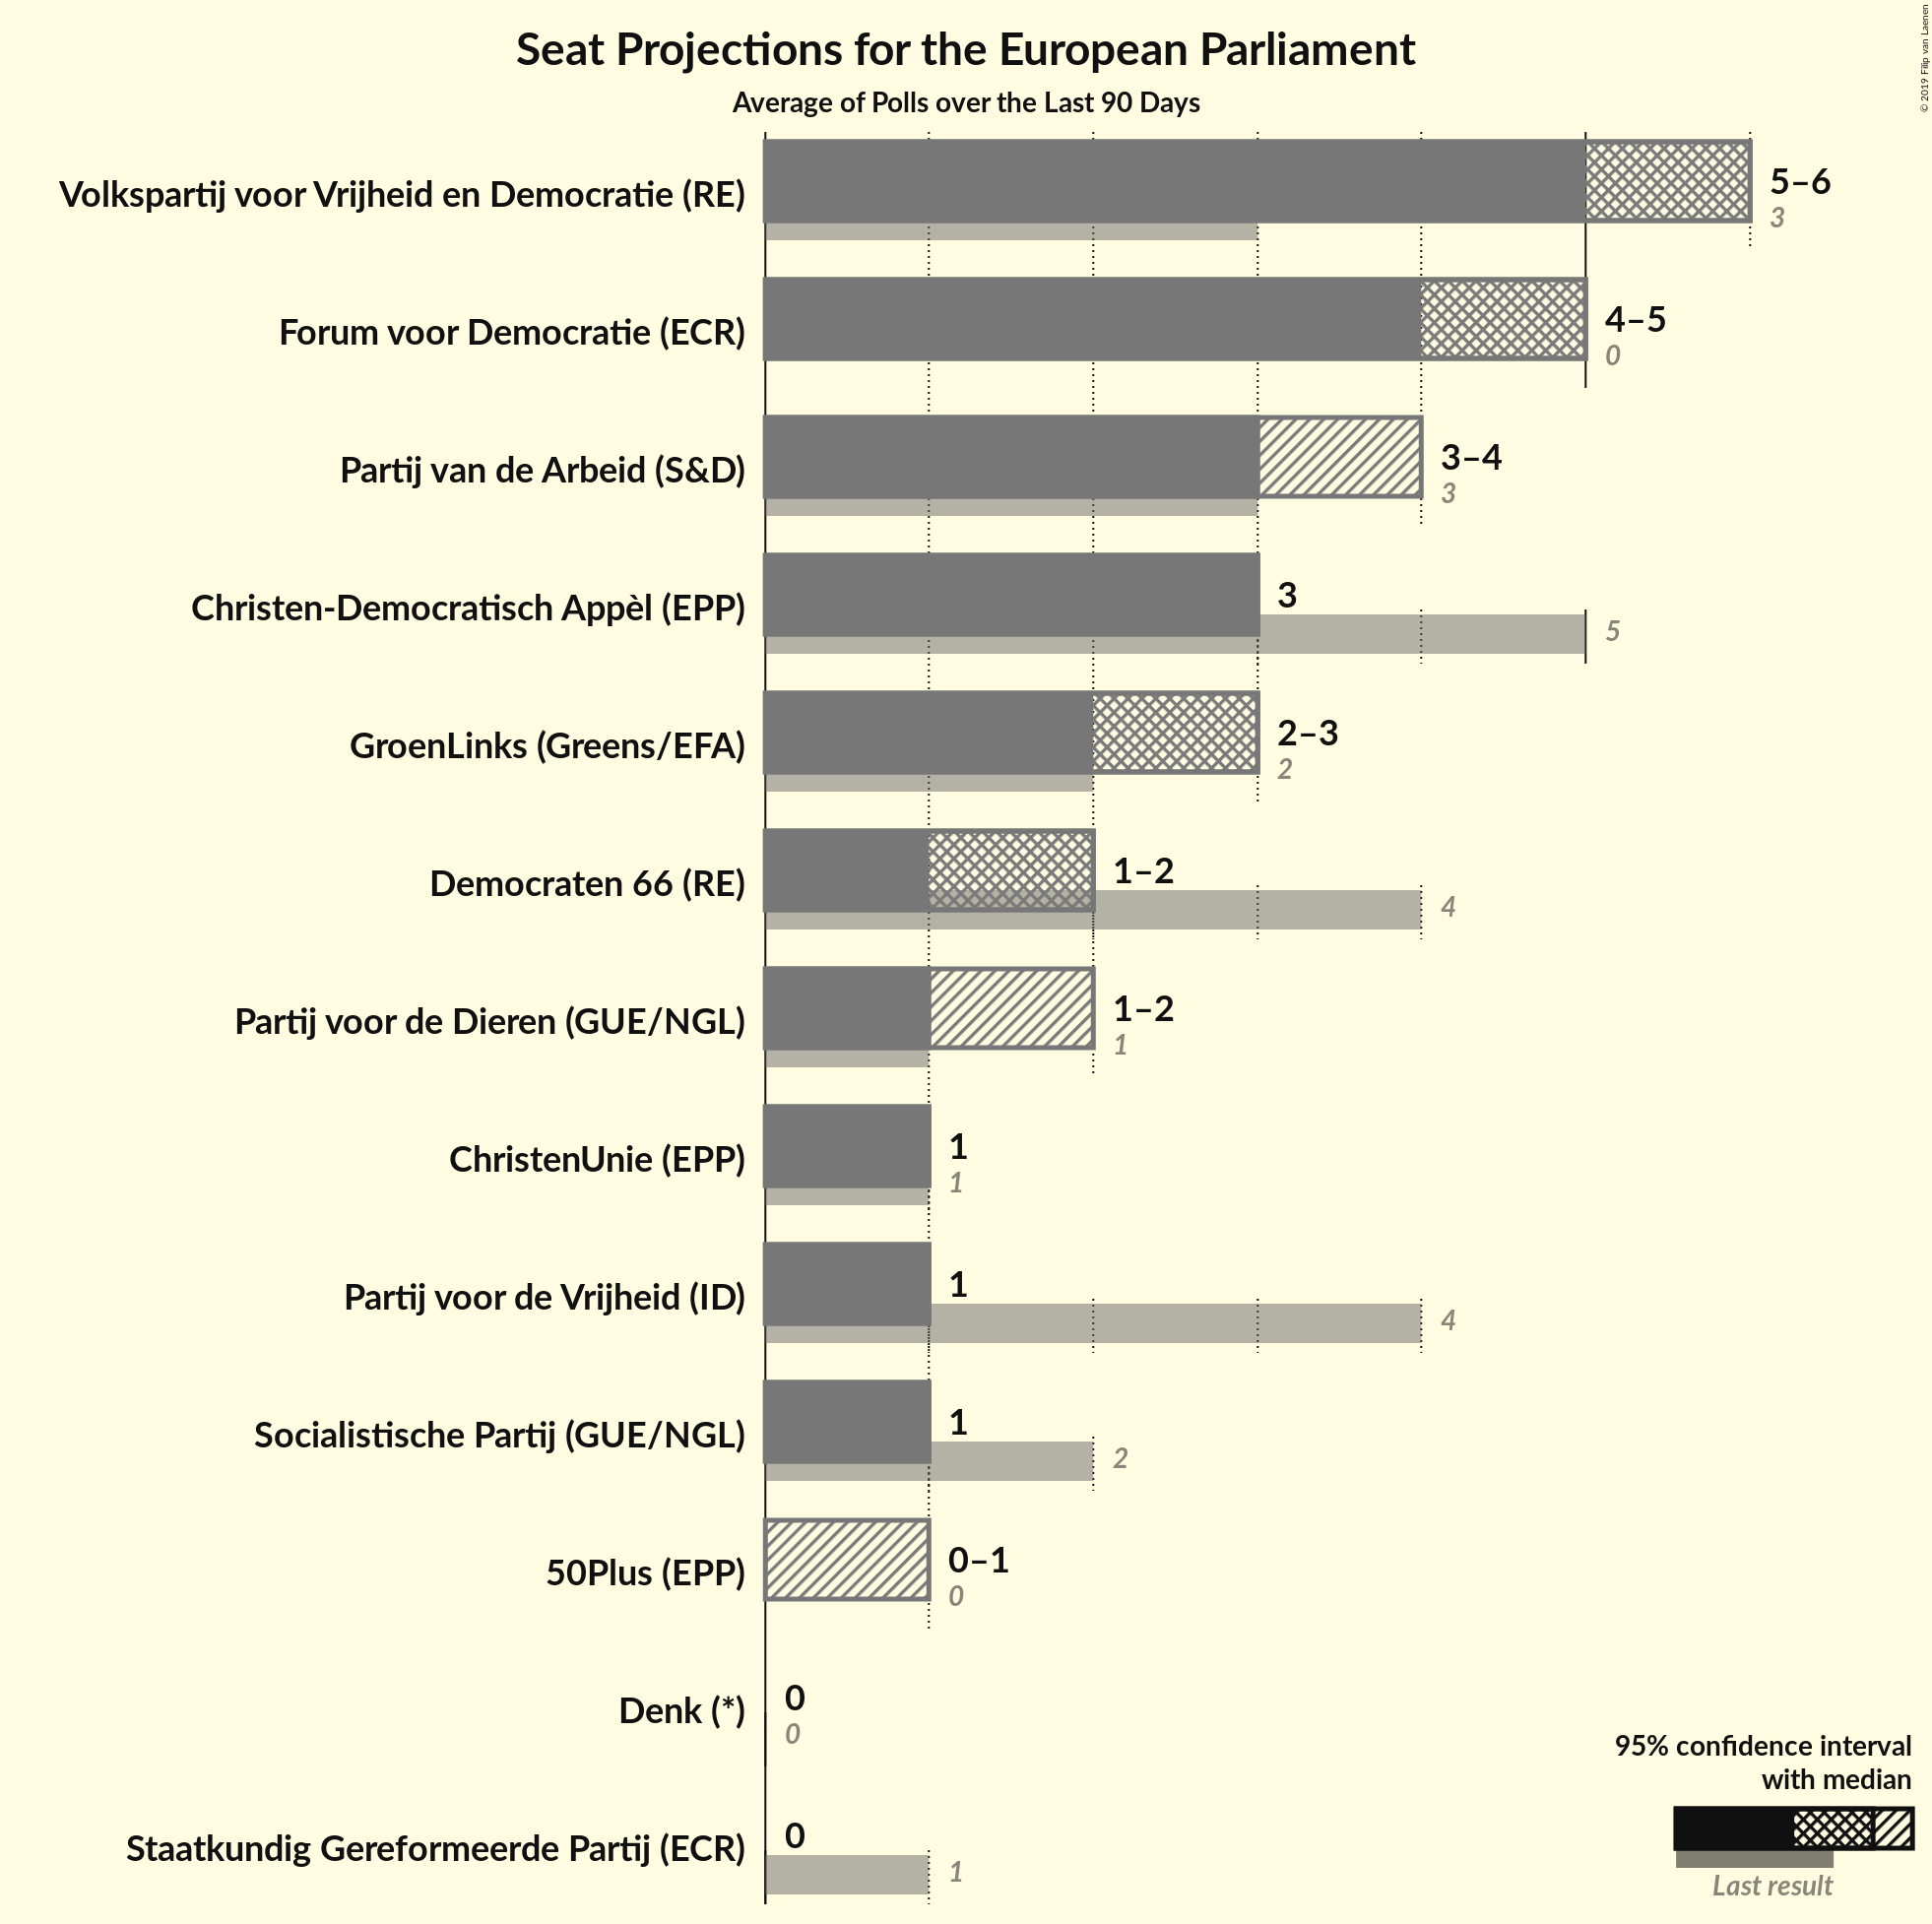 Seat Projections for the European Parliament
Average of Polls over the Last 90 Days
© 2019 Filip van Laenen
Volkspartij voor Vrijheid en Democratie (RE)
5–6
3
Forum voor Democratie (ECR)
4–5
0
Partij van de Arbeid (S&D)
3–4
3
Christen-Democratisch Appèl (EPP)
3
5
GroenLinks (Greens/EFA)
2–3
2
Democraten 66 (RE)
1–2
4
Partij voor de Dieren (GUE/NGL)
1–2
1
ChristenUnie (EPP)
1
1
Partij voor de Vrijheid (ID)
1
4
Socialistische Partij (GUE/NGL)
1
2
50Plus (EPP)
0–1
0
Denk (*)
0
0
Staatkundig Gereformeerde Partij (ECR)
0
1
95% confidence interval
with median
Last result